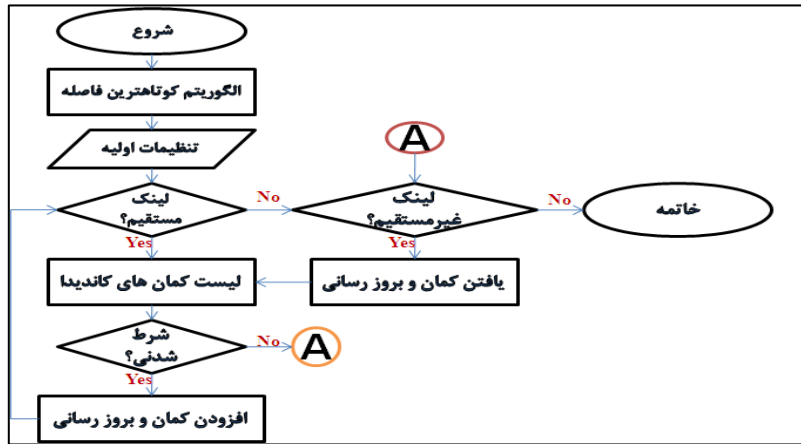 شروع
الگوریتم کوتاهترین فاصله
تنظیمات اولیه
A
لینک
مستقیم؟
No
لینک
غیرمستقیم؟
No
خاتمه
Yes
Yes
لیست کمان های کاندیدا
یافتن کمان و بروز رسانی
شرط
شدنی؟
No
A
Yes
افزودن کمان و بروز رسانی